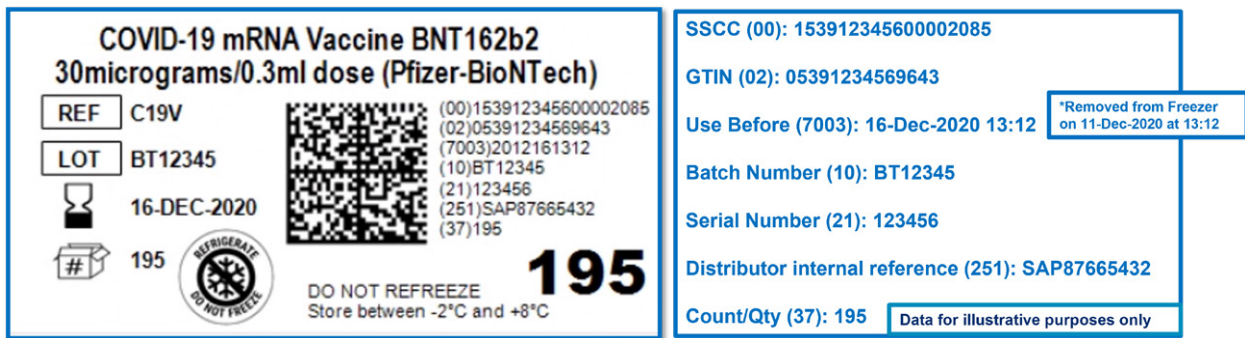 COVID-19 mRNA Vaccine BNT162b2
30micrograms/0.3ml dose (Pfizer-BioNTech)
REF C19V
LOT BT12345
16-DEC-2020
# 195
REFRIGERATE
DO NOT FREEZE
(00)153912345600002085
(02)05391234569643
(7003)2012161312
(10)BT12345
(21)123456
(251)SAP87665432
(37)195
195
DO NOT REFREEZE
Store between -2°C and +8°C
SSCC (00): 153912345600002085
GTIN (02): 05391234569643
Use Before (7003): 16-Dec-2020 13:12
*Removed from Freezer
on 11-Dec-2020 at 13:12
Batch Number (10): BT12345
Serial Number (21): 123456
Distributor internal reference (251): SAP87665432
Count/Qty (37): 195
Data for illustrative purposes only